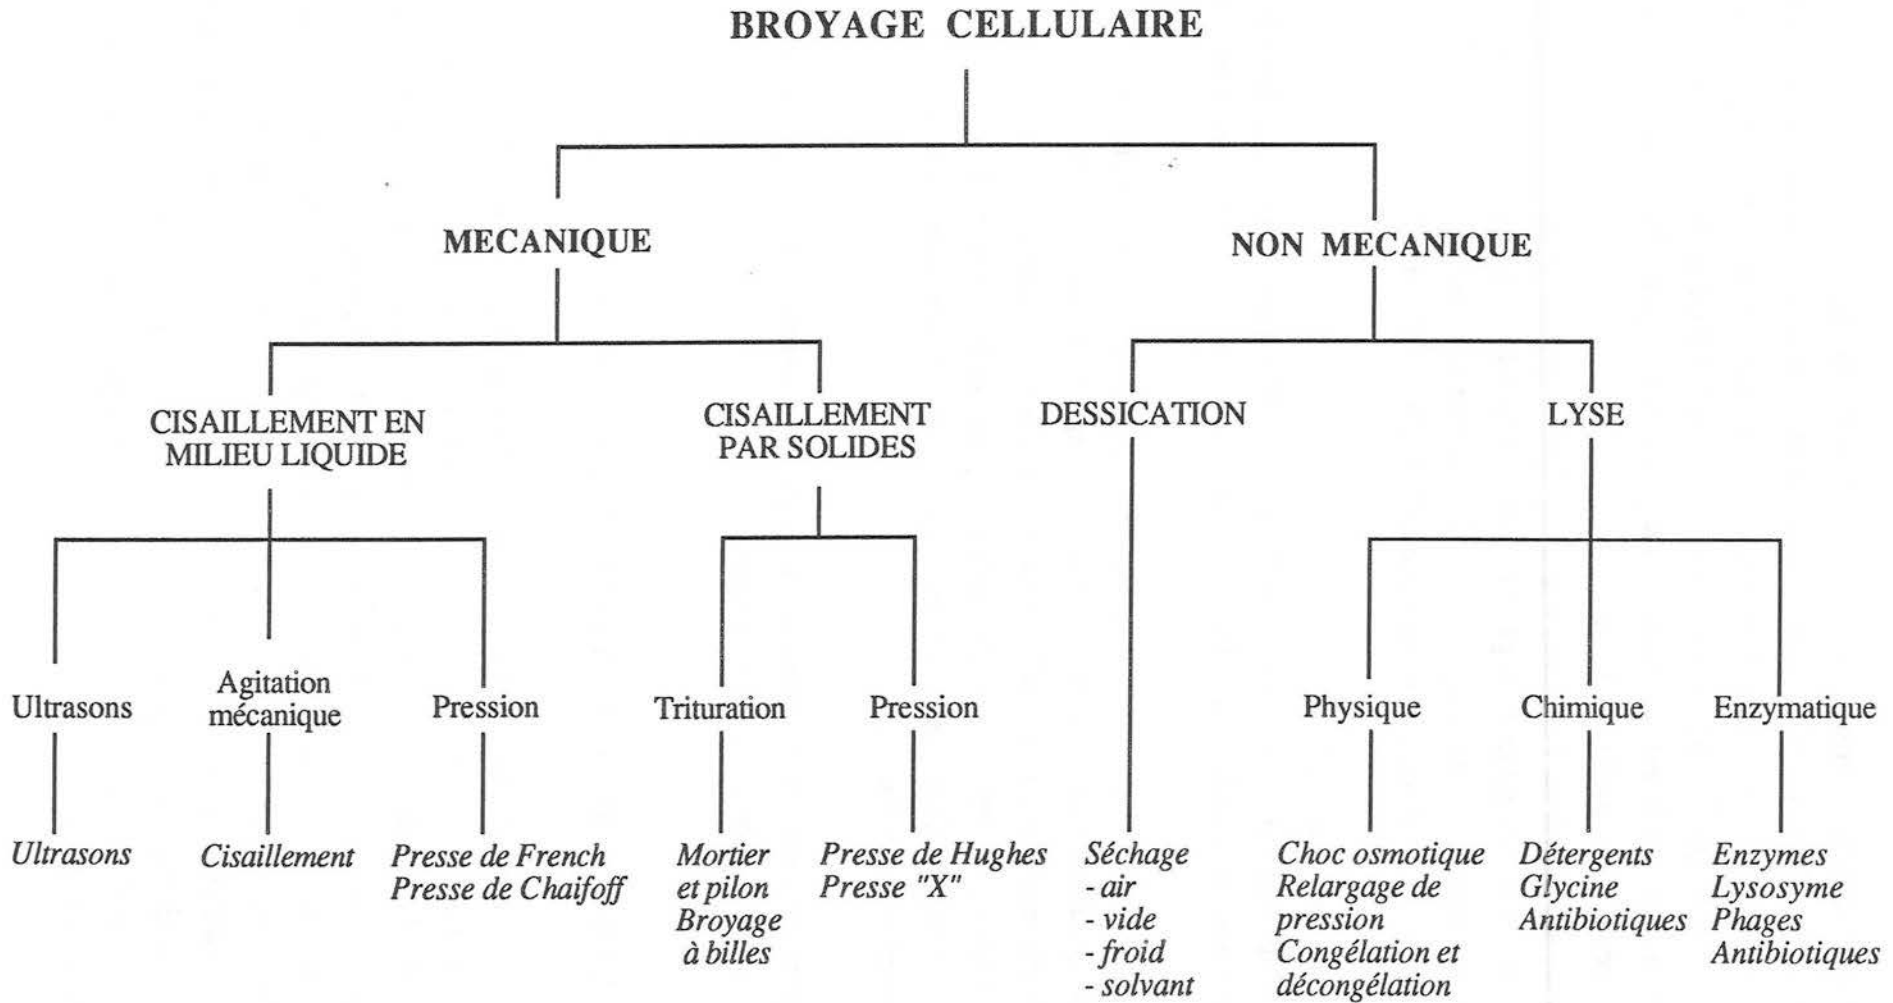 BROYAGE CELLULAIRE
MECANIQUE
NON MECANIQUE
CISAILLEMENT EN
MILIEU LIQUIDE
CISAILLEMENT
PAR SOLIDES
DESSICATION
LYSE
Ultrasons
Agitation
mécanique
Pression
Trituration
Pression
Physique
Chimique
Enzymatique
Ultrasons
Cisaillement
Presse de French
Presse de Chaifoff
Mortier
et pilon
Broyage
à billes
Presse de Hughes
Presse "X"
Séchage
- air
- vide
- froid
- solvant
Choc osmotique
Relargage de
pression
Congélation et
décongélation
Détergents
Glycine
Antibiotiques
Enzymes
Lysosyme
Phages
Antibiotiques